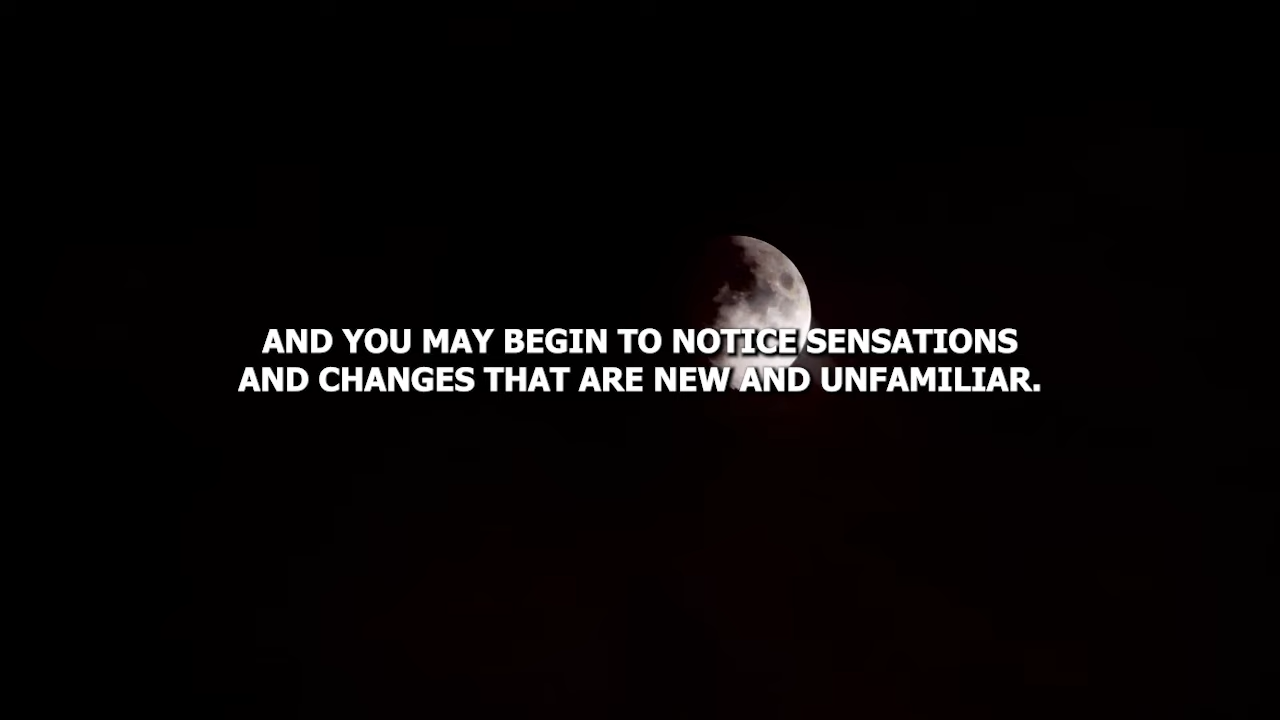 AND YOU MAY BEGIN TO NOTICE SENSATIONS
AND CHANGES THAT ARE NEW AND UNFAMILIAR.